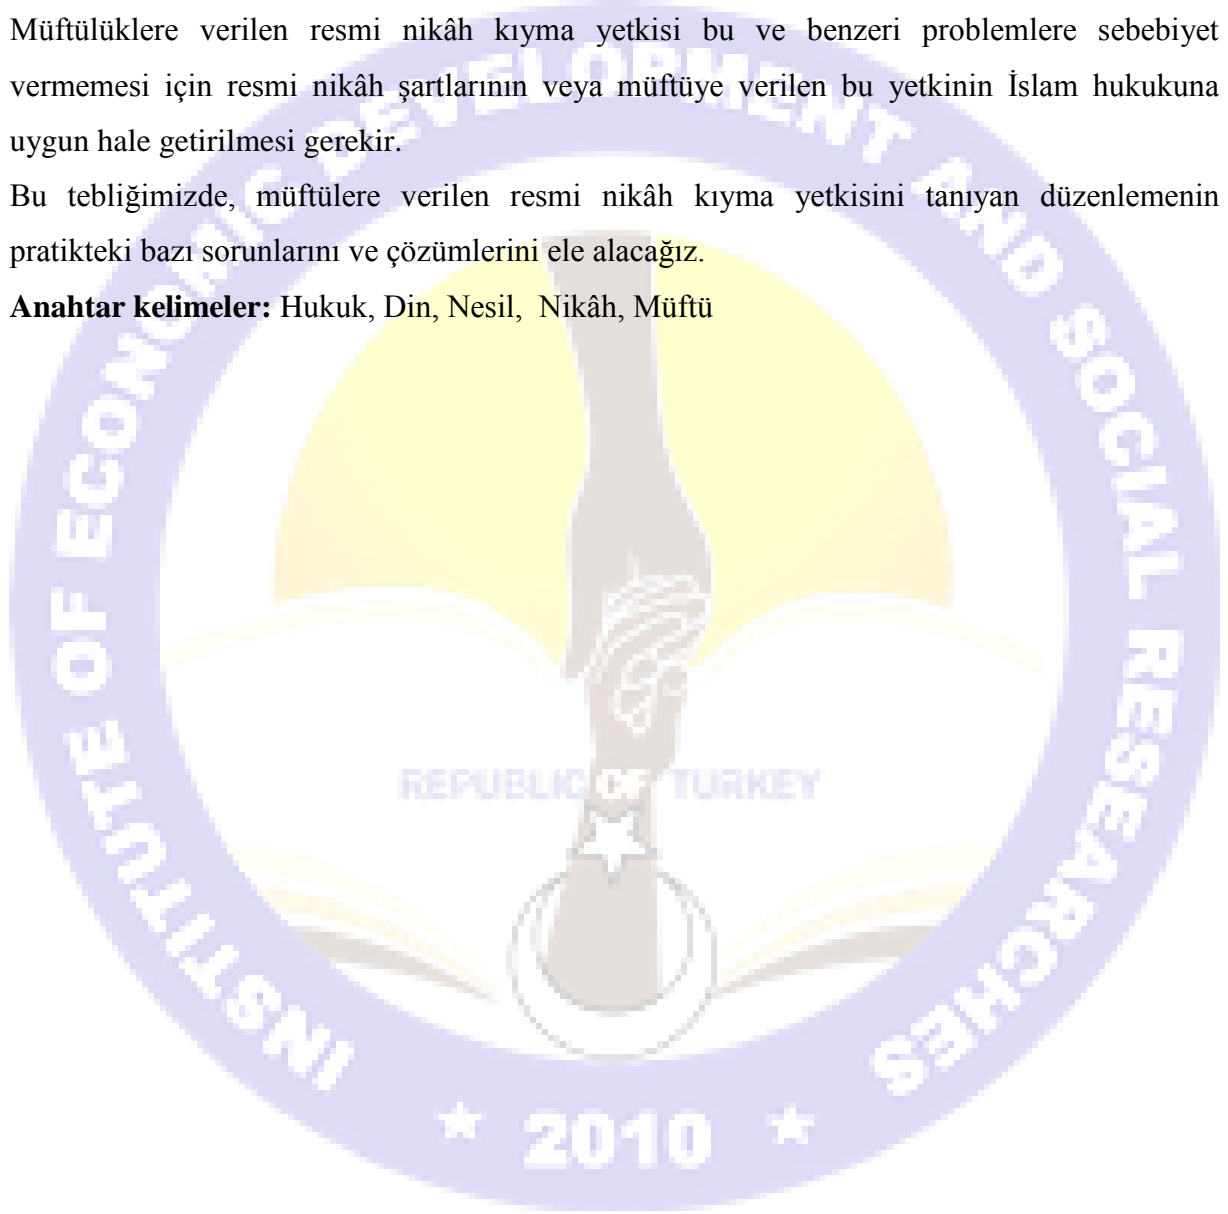 Müftülüklere verilen resmi nikâh kıyma yetkisi bu ve benzeri problemlere sebebiyet
vermemesi için resmi nikâh şartlarının veya müftüye verilen bu yetkinin İslam hukukuna
uygun hale getirilmesi gerekir.
Bu tebliğimizde, müftülere verilen resmi nikâh kıyma yetkisini tanıyan düzenlemenin
pratikteki bazı sorunlarını ve çözümlerini ele alacağız.
Anahtar kelimeler: Hukuk, Din, Nesil, Nikâh, Müftü
INSTITUTE OF ECONOMIC DEVELOPMENT AND SOCIAL RESEARCHES
REPUBLIC OF TURKEY
* 2010 *